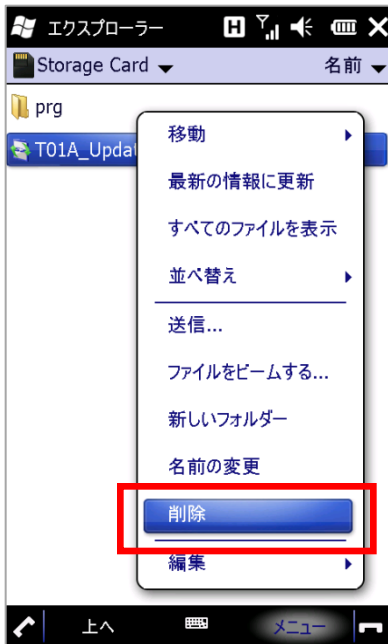 エクスプローラー
H
Storage Card
名前
prg
T01A_Updat
移動
最新の情報に更新
すべてのファイルを表示
並べ替え
送信...
ファイルをビームする...
新しいフォルダー
名前の変更
削除
編集
上へ
メニュー